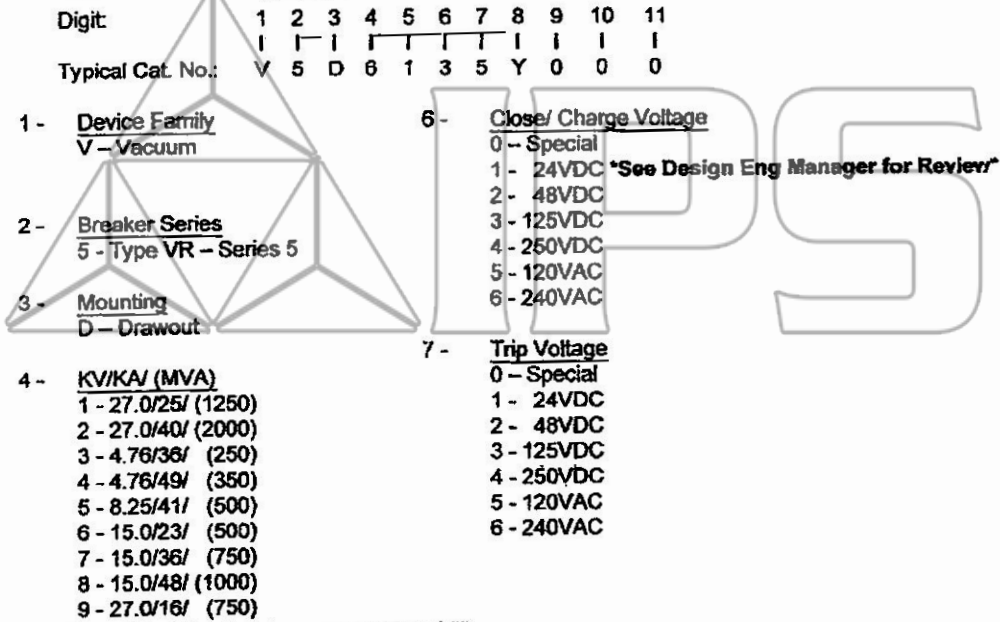 Digit: 1 2 3 4 5 6 7 8 9 10 11
Typical Cat. No.: V 5 D 6 1 3 5 Y 0 0 0
1 - Device Family
V – Vacuum
2 - Breaker Series
5 - Type VR – Series 5
3 - Mounting
D – Drawout
4 - KV/KA/ (MVA)
1 - 27.0/25/ (1250)
2 - 27.0/40/ (2000)
3 - 4.76/36/ (250)
4 - 4.76/49/ (350)
5 - 8.25/41/ (500)
6 - 15.0/23/ (500)
7 - 15.0/36/ (750)
8 - 15.0/48/ (1000)
9 - 27.0/16/ (750)
6 - Close/ Charge Voltage
0 – Special
1 - 24VDC *See Design Eng Manager for Review*
2 - 48VDC
3 - 125VDC
4 - 250VDC
5 - 120VAC
6 - 240VAC
7 - Trip Voltage
0 – Special
1 - 24VDC
2 - 48VDC
3 - 125VDC
4 - 250VDC
5 - 120VAC
6 - 240VAC
IPS